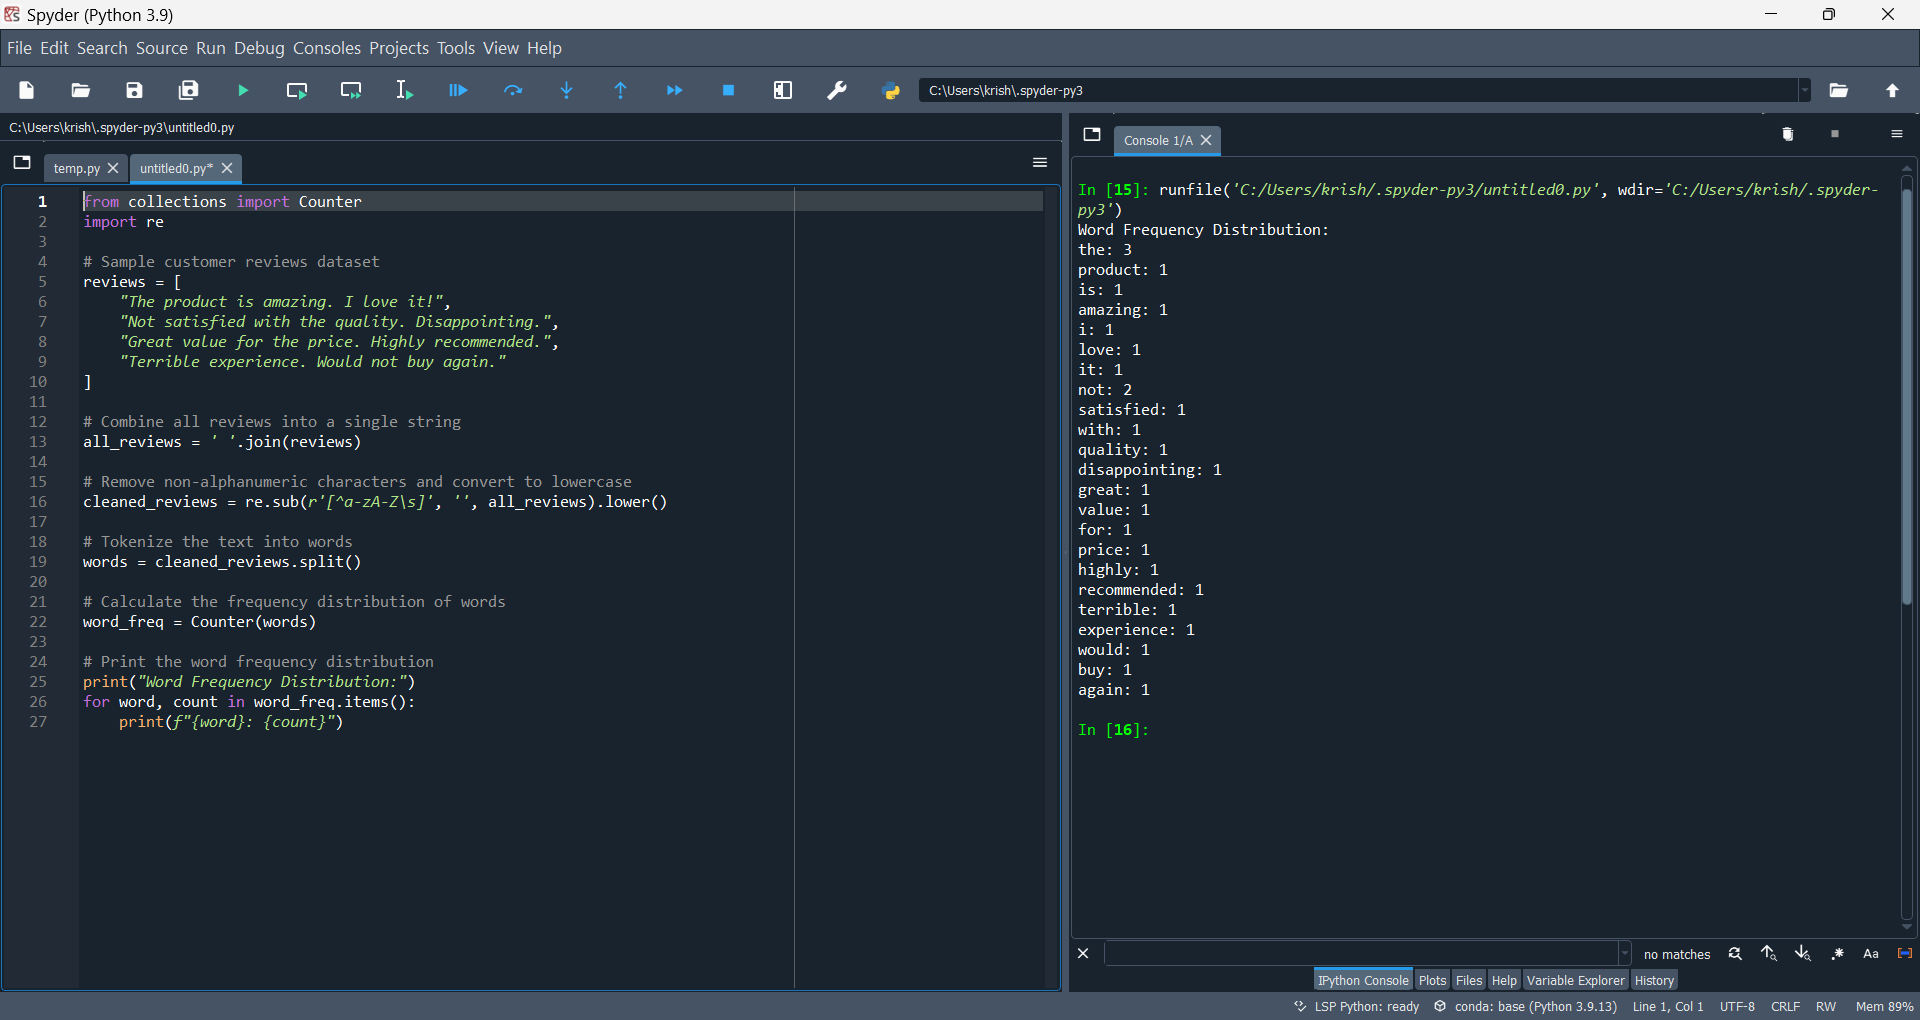 Spyder (Python 3.9)
File Edit Search Source Run Debug Consoles Projects Tools View Help
C:\Users\krish\.spyder-py3
C:\Users\krish\.spyder-py3\untitled0.py
temp.py
untitled0.py*
1 from collections import Counter
2 import re
3
4 # Sample customer reviews dataset
5 reviews = [
6     "The product is amazing. I love it!",
7     "Not satisfied with the quality. Disappointing.",
8     "Great value for the price. Highly recommended.",
9     "Terrible experience. Would not buy again."
10 ]
11
12 # Combine all reviews into a single string
13 all_reviews = ' '.join(reviews)
14
15 # Remove non-alphanumeric characters and convert to lowercase
16 cleaned_reviews = re.sub(r'[^a-zA-Z\s]', '', all_reviews).lower()
17
18 # Tokenize the text into words
19 words = cleaned_reviews.split()
20
21 # Calculate the frequency distribution of words
22 word_freq = Counter(words)
23
24 # Print the word frequency distribution
25 print("Word Frequency Distribution:")
26 for word, count in word_freq.items():
27     print(f"{word}: {count}")
Console 1/A
In [15]: runfile('C:/Users/krish/.spyder-py3/untitled0.py', wdir='C:/Users/krish/.spyder-
py3')
Word Frequency Distribution:
the: 3
product: 1
is: 1
amazing: 1
i: 1
love: 1
it: 1
not: 2
satisfied: 1
with: 1
quality: 1
disappointing: 1
great: 1
value: 1
for: 1
price: 1
highly: 1
recommended: 1
terrible: 1
experience: 1
would: 1
buy: 1
again: 1
In [16]:
no matches
Aa
IPython Console Plots Files Help Variable Explorer History
LSP Python: ready conda: base (Python 3.9.13) Line 1, Col 1 UTF-8 CRLF RW Mem 89%